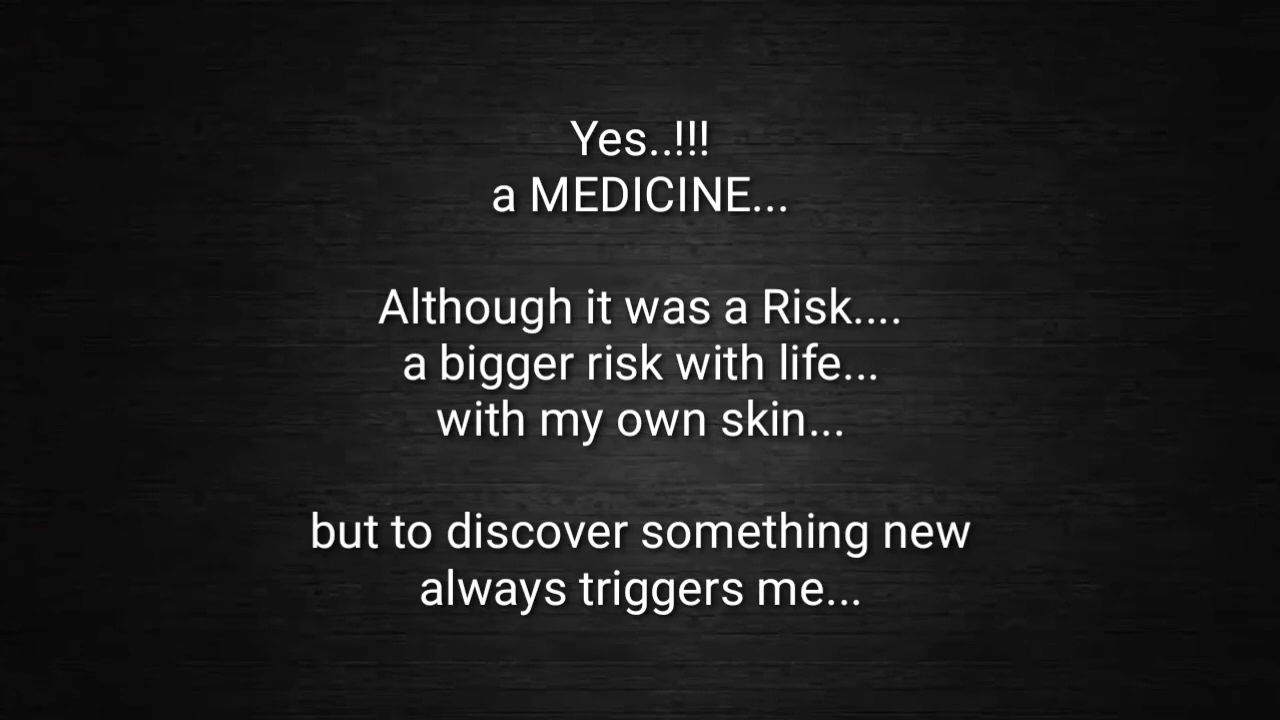 Yes..!!!
a MEDICINE...
Although it was a Risk....
a bigger risk with life...
with my own skin...
but to discover something new
always triggers me...